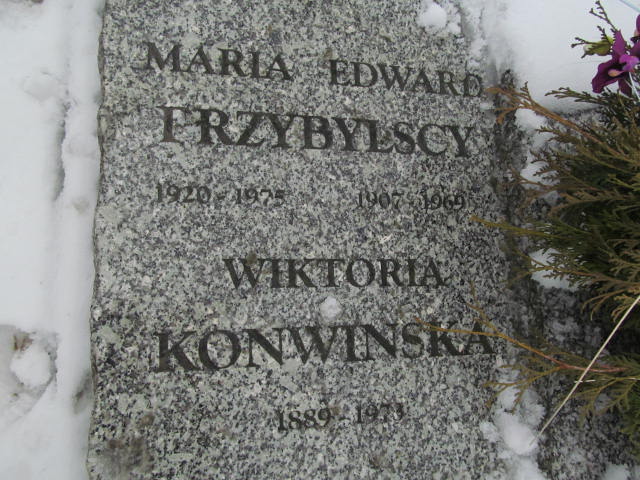 MARIA EDWARD
PRZYBYLSCY
1920 - 1975 1907 - 1969
WIKTORIA
KONWINSKA
1889 - 1973